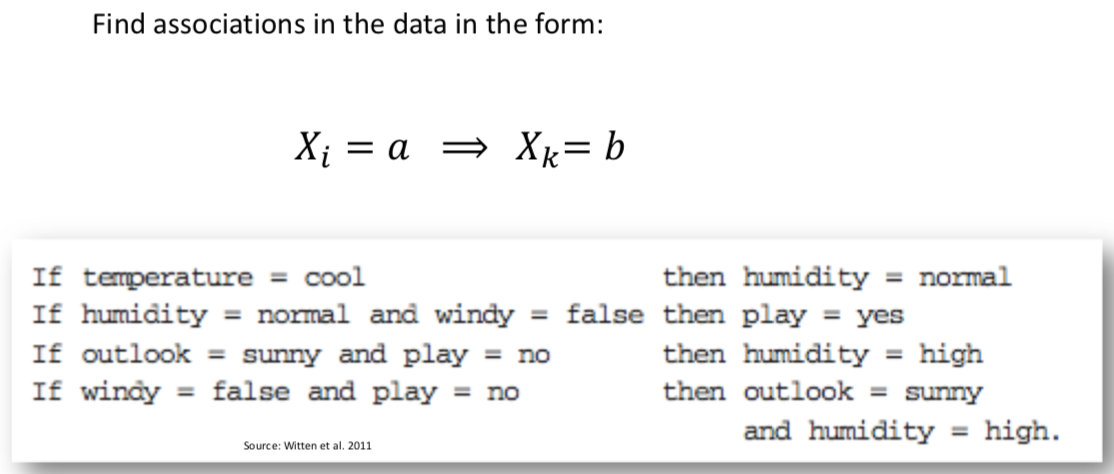 Find associations in the data in the form:
X_i = a ⟹ X_k = b
If temperature = cool then humidity = normal
If humidity = normal and windy = false then play = yes
If outlook = sunny and play = no then humidity = high
If windy = false and play = no then outlook = sunny
and humidity = high.
Source: Witten et al. 2011